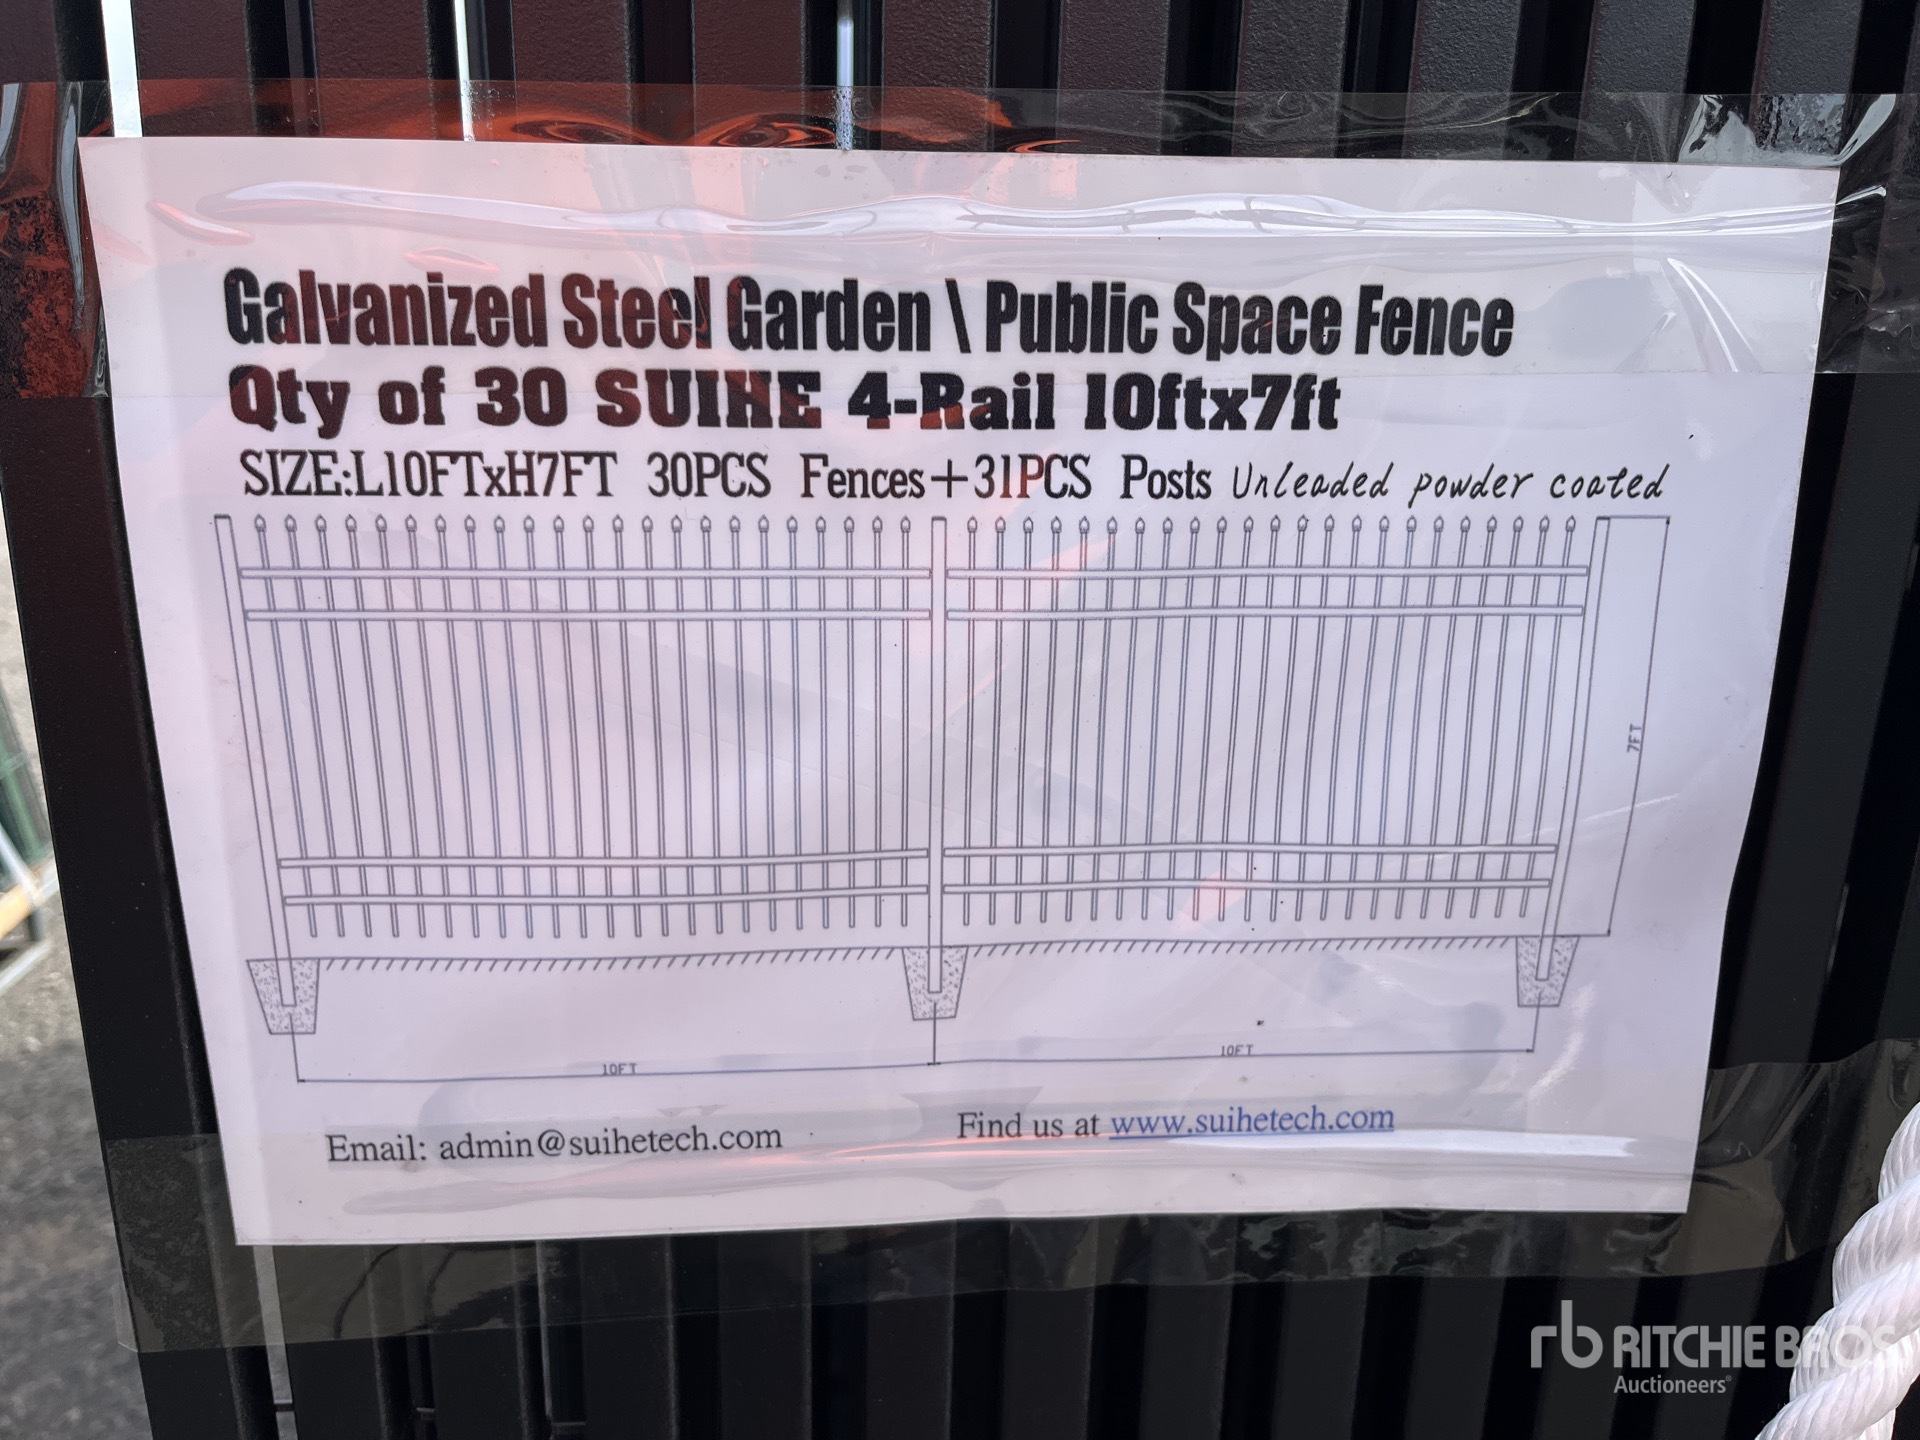 Galvanized Steel Garden \ Public Space Fence
Qty of 30 SUIHE 4-Rail 10ftx7ft
SIZE:L10FTxH7FT 30PCS Fences+31PCS Posts Unleaded powder coated
7FT
10FT
10FT
Email: admin@suihetech.com
Find us at www.suihetech.com
rb RITCHIE BROS.
Auctioneers®